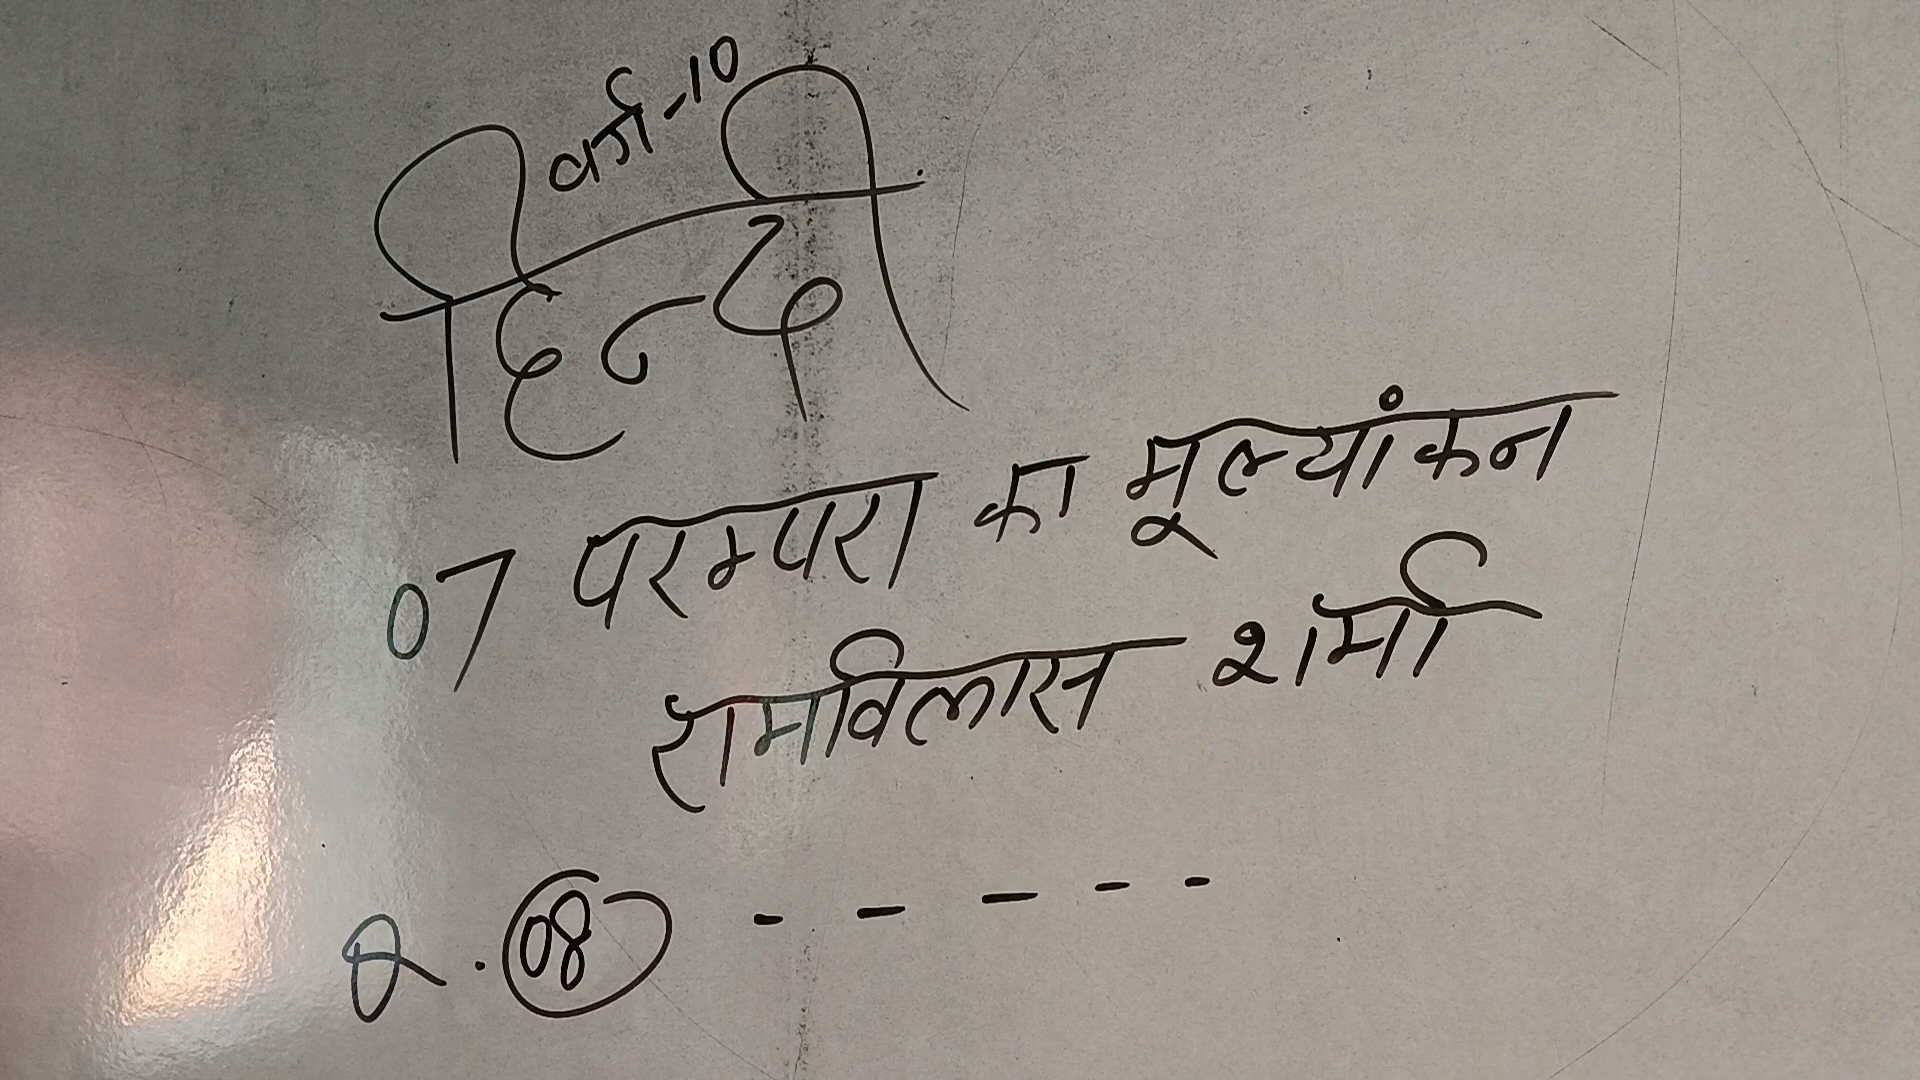 वर्ग-10
हिन्दी
07 परम्परा का मूल्यांकन
रामविलास शर्मा
Q. 08 - - - - -